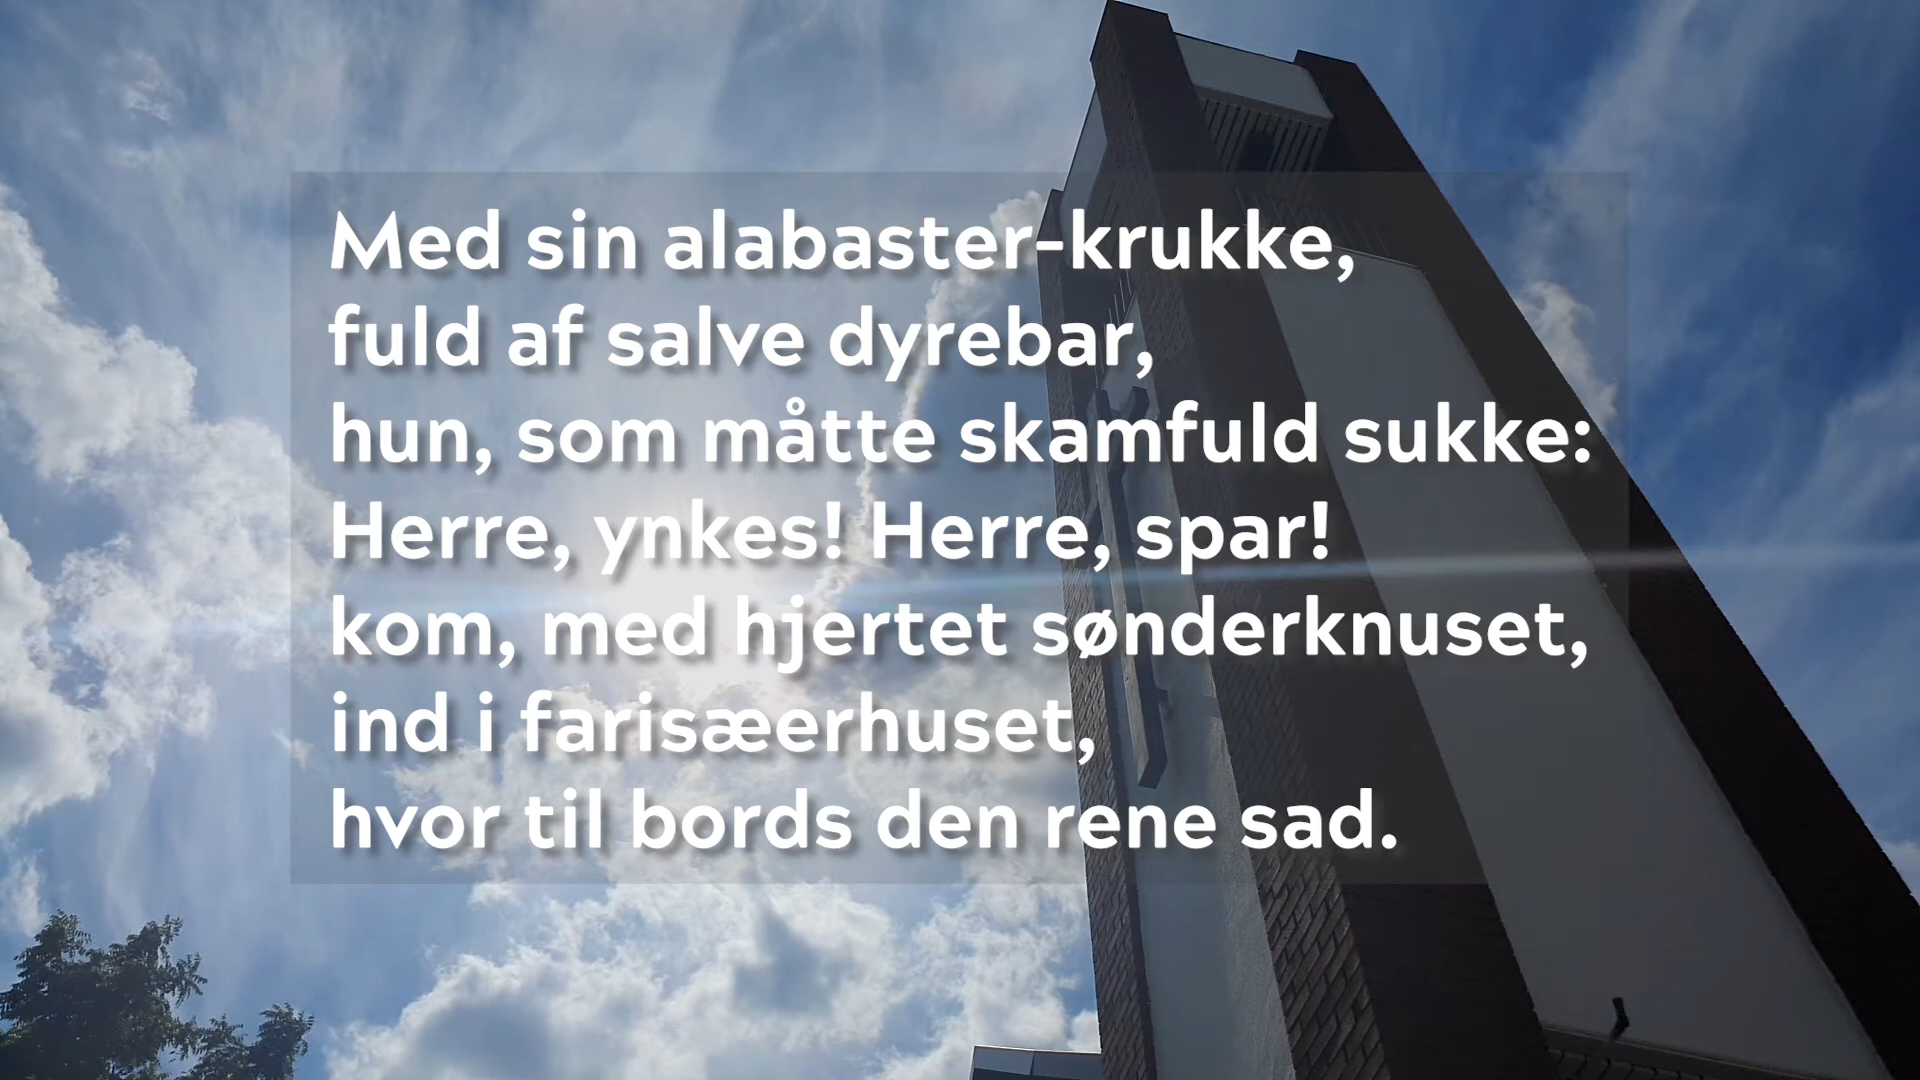 Med sin alabaster-krukke,
fuld af salve dyrebar,
hun, som måtte skamfuld sukke:
Herre, ynkes! Herre, spar!
kom, med hjertet sønderknuset,
ind i farisæerhuset,
hvor til bords den rene sad.